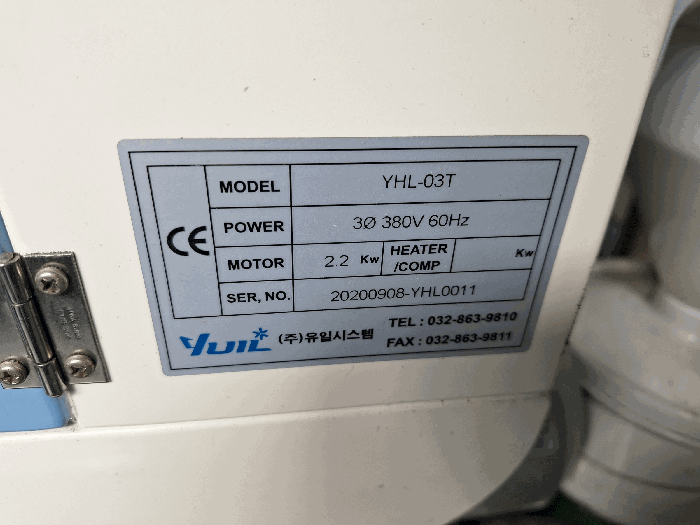 CE
MODEL YHL-03T
POWER 3Ø 380V 60Hz
MOTOR 2.2 Kw HEATER /COMP Kw
SER, NO. 20200908-YHL0011
YUIL (주)유일시스템
TEL : 032-863-9810
FAX : 032-863-9811